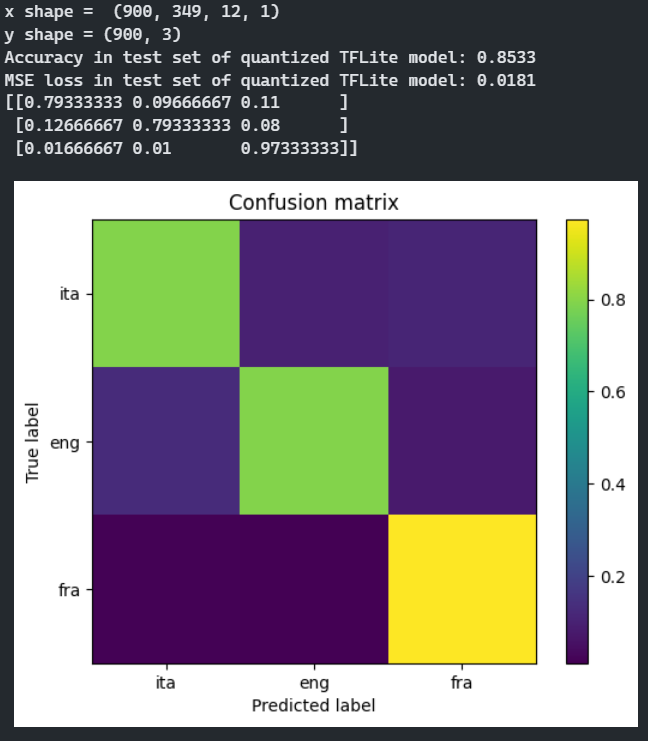 x shape =  (900, 349, 12, 1)
y shape = (900, 3)
Accuracy in test set of quantized TFLite model: 0.8533
MSE loss in test set of quantized TFLite model: 0.0181
[[0.79333333 0.09666667 0.11      ]
 [0.12666667 0.79333333 0.08      ]
 [0.01666667 0.01       0.97333333]]
Confusion matrix
True label
ita
eng
fra
ita eng fra
Predicted label
0.8
0.6
0.4
0.2